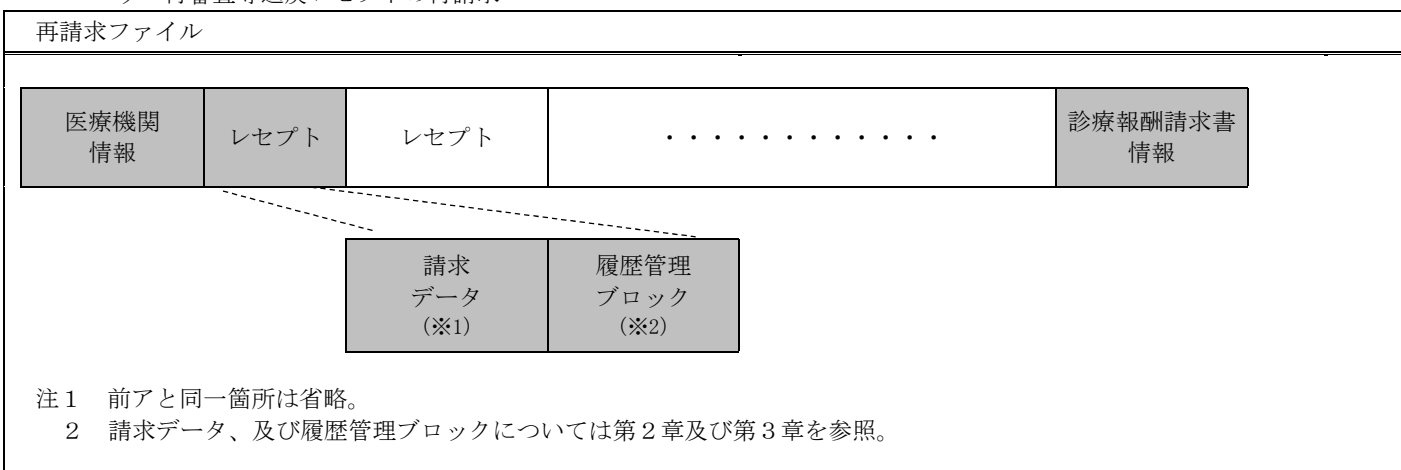 再請求ファイル
医療機関
情報
レセプト
レセプト
・・・・・・・・・・・・
診療報酬請求書
情報
請求
データ
(※1)
履歴管理
ブロック
(※2)
注1 前アと同一箇所は省略。
2 請求データ、及び履歴管理ブロックについては第2章及び第3章を参照。